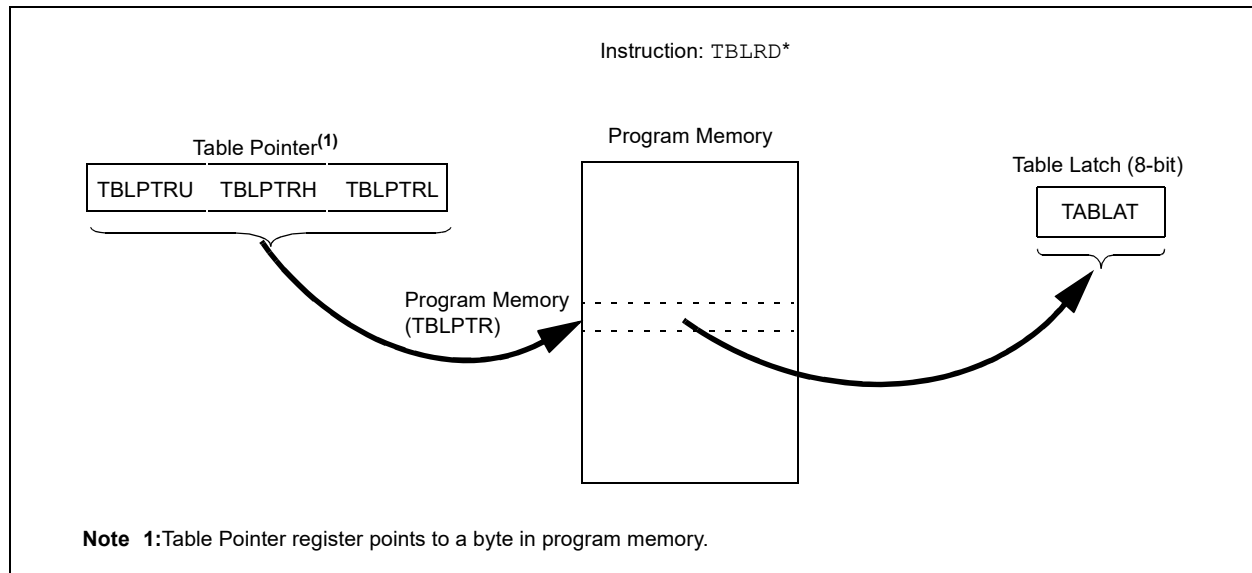 Instruction: TBLRD*
Table Pointer(1)
TBLPTRU TBLPTRH TBLPTRL
Program Memory
Table Latch (8-bit)
TABLAT
Program Memory
(TBLPTR)
Note 1:Table Pointer register points to a byte in program memory.